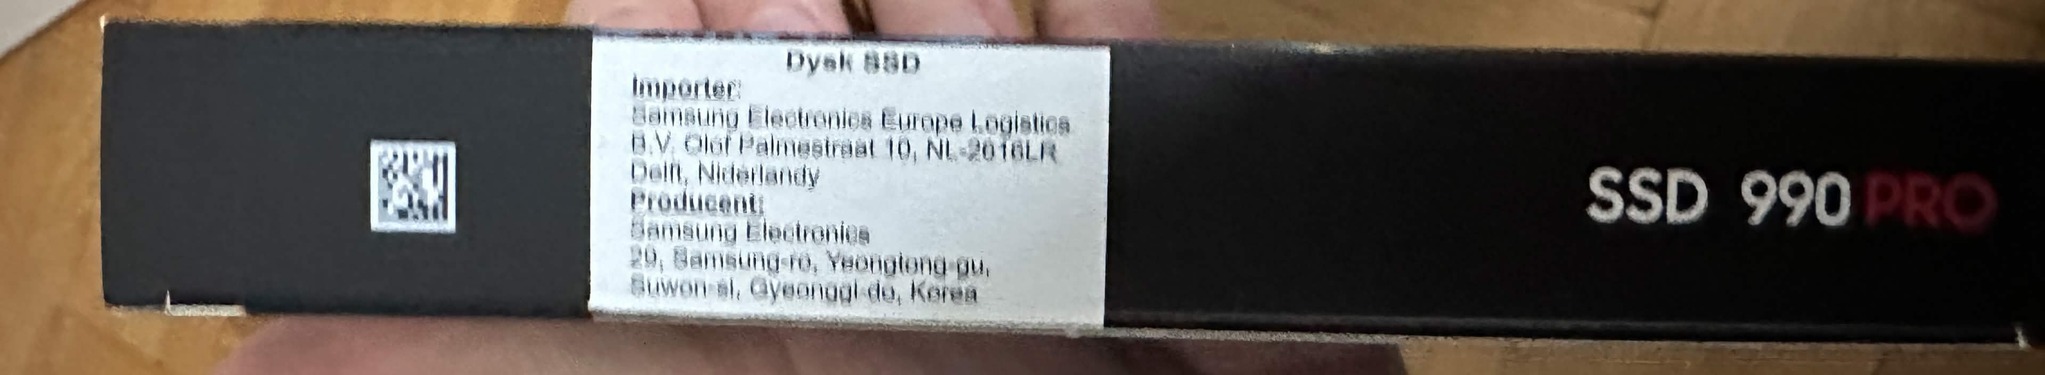 Dysk SSD
Importer:
Samsung Electronics Europe Logistics
B.V. Olof Palmestraat 10, NL-2616LR
Delft, Niderlandy
Producent:
Samsung Electronics
29, Samsung-ro, Yeongtong-gu,
Suwon-si, Gyeonggi-do, Korea
SSD 990 PRO